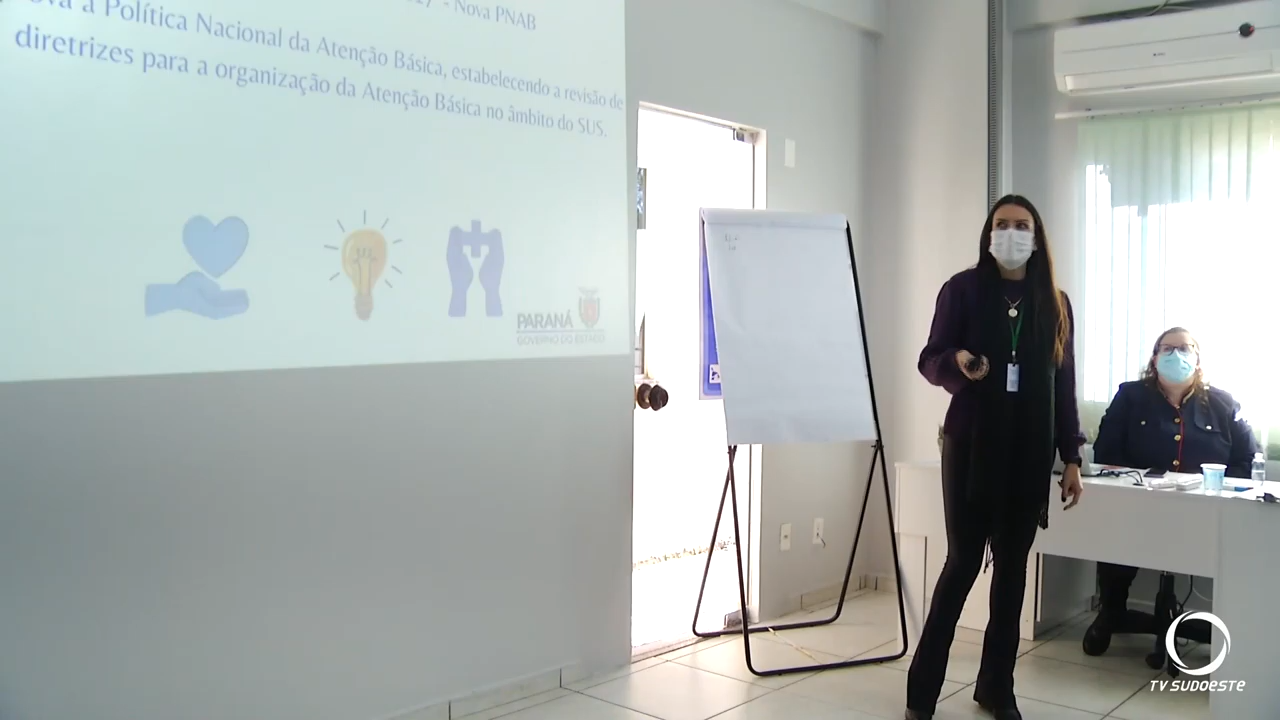 - Nova PNAB
a Política Nacional da Atenção Básica, estabelecendo a revisão de
diretrizes para a organização da Atenção Básica no âmbito do SUS.
PARANÁ
GOVERNO DO ESTADO
TV SUDOESTE